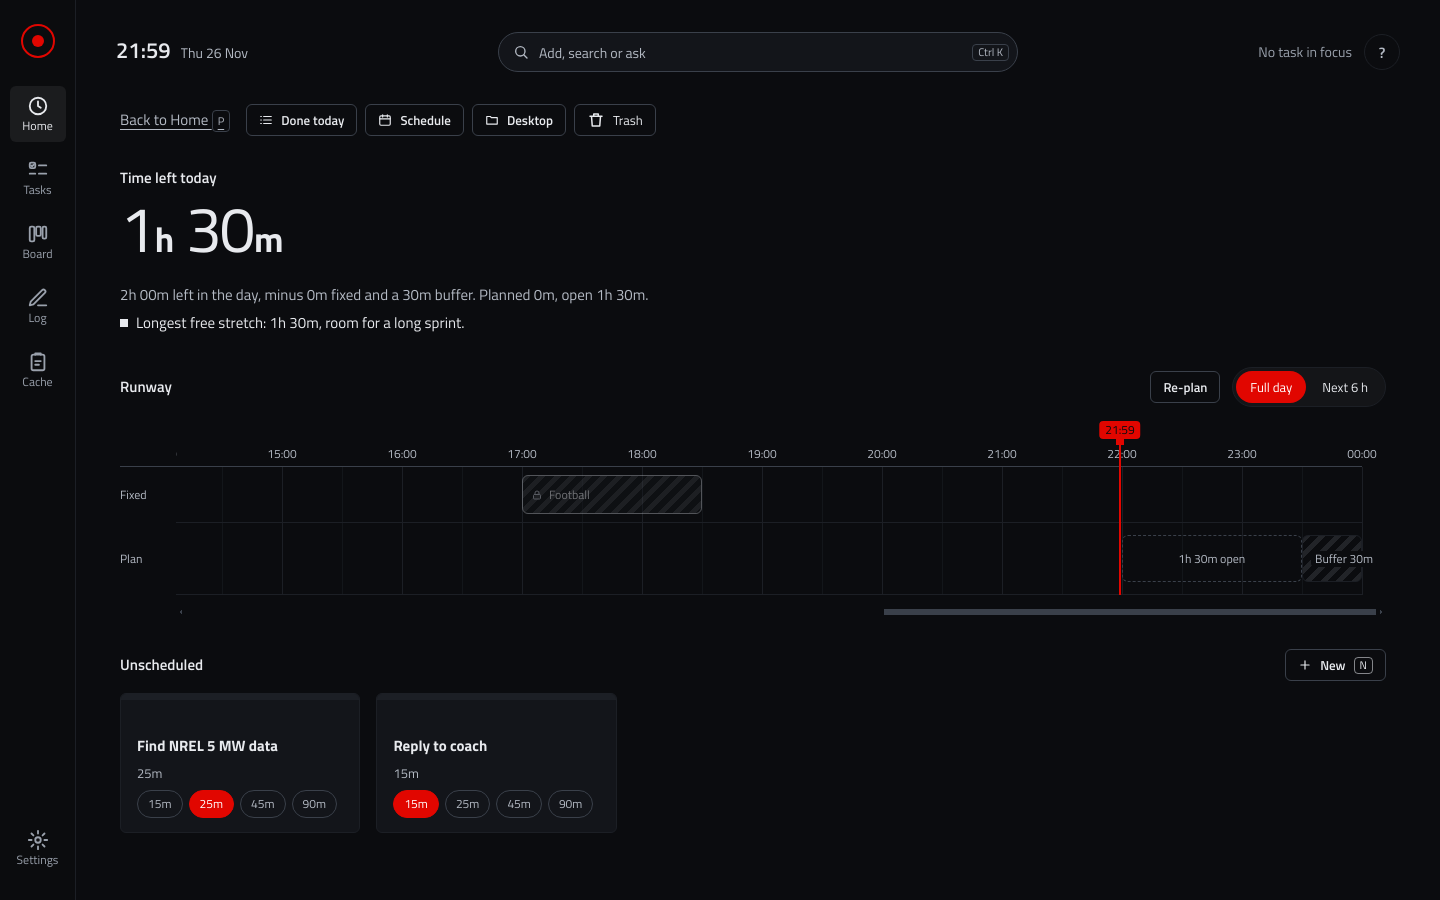 21:59 Thu 26 Nov
Add, search or ask Ctrl K
No task in focus ?
Home
Tasks
Board
Log
Cache
Settings
Back to Home P
Done today
Schedule
Desktop
Trash
Time left today
1h 30m
2h 00m left in the day, minus 0m fixed and a 30m buffer. Planned 0m, open 1h 30m.
Longest free stretch: 1h 30m, room for a long sprint.
Runway
Re-plan
Full day
Next 6 h
21:59
15:00 16:00 17:00 18:00 19:00 20:00 21:00 22:00 23:00 00:00
Fixed
Football
Plan
1h 30m open
Buffer 30m
Unscheduled
New N
Find NREL 5 MW data
25m
15m 25m 45m 90m
Reply to coach
15m
15m 25m 45m 90m